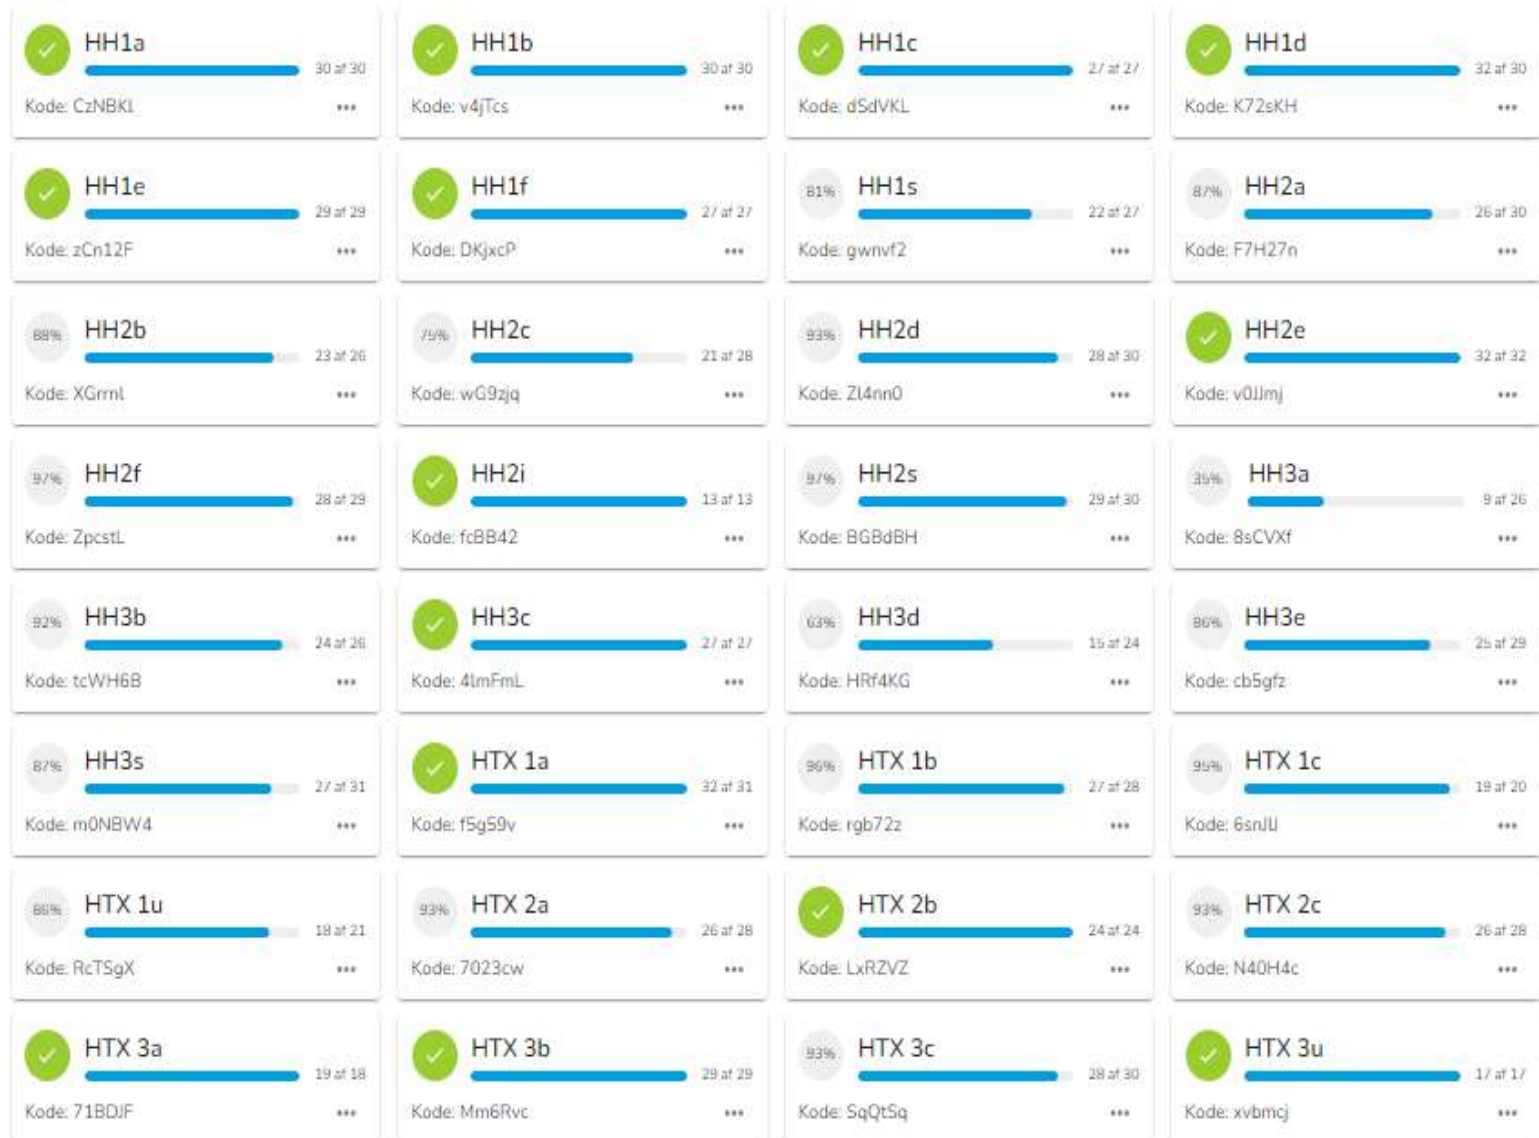 HH1a
30 af 30
Kode: CzNBKl
HH1b
30 af 30
Kode: v4jTcs
HH1c
27 af 27
Kode: dSdVKL
HH1d
32 af 30
Kode: K72sKH
HH1e
29 af 29
Kode: zCn12F
HH1f
27 af 27
Kode: DKjxcP
81%
HH1s
22 af 27
Kode: gwnvf2
87%
HH2a
26 af 30
Kode: F7H27n
88%
HH2b
23 af 26
Kode: XGrrnl
75%
HH2c
21 af 28
Kode: wG9zjq
93%
HH2d
28 af 30
Kode: Zl4nn0
HH2e
32 af 32
Kode: v0JJmj
97%
HH2f
28 af 29
Kode: ZpcstL
HH2i
13 af 13
Kode: fcBB42
97%
HH2s
29 af 30
Kode: BGBdBH
35%
HH3a
9 af 26
Kode: 8sCVXf
92%
HH3b
24 af 26
Kode: tcWH6B
HH3c
27 af 27
Kode: 4lmFmL
63%
HH3d
15 af 24
Kode: HRf4KG
86%
HH3e
25 af 29
Kode: cb5gfz
87%
HH3s
27 af 31
Kode: m0NBW4
HTX 1a
32 af 31
Kode: f5g59v
96%
HTX 1b
27 af 28
Kode: rgb72z
95%
HTX 1c
19 af 20
Kode: 6snJlJ
86%
HTX 1u
18 af 21
Kode: RcTSgX
93%
HTX 2a
26 af 28
Kode: 7023cw
HTX 2b
24 af 24
Kode: LxRZVZ
93%
HTX 2c
26 af 28
Kode: N40H4c
HTX 3a
19 af 18
Kode: 71BDJF
HTX 3b
29 af 29
Kode: Mm6Rvc
93%
HTX 3c
28 af 30
Kode: SqQtSq
HTX 3u
17 af 17
Kode: xvbmcj